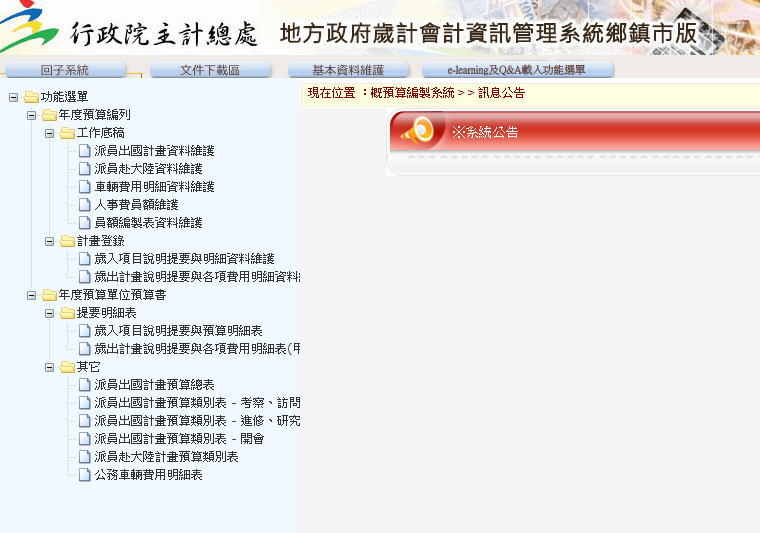 行政院主計總處 地方政府歲計會計資訊管理系統鄉鎮市版
回子系統 文件下載區 基本資料維護 e-learning及Q&A載入功能選單
現在位置 ：概預算編製系統 > > 訊息公告
※系統公告
功能選單
年度預算編列
工作底稿
派員出國計畫資料維護
派員赴大陸資料維護
車輛費用明細資料維護
人事費員額維護
員額編製表資料維護
計畫登錄
歲入項目說明提要與明細資料維護
歲出計畫說明提要與各項費用明細資料
年度預算單位預算書
提要明細表
歲入項目說明提要與預算明細表
歲出計畫說明提要與各項費用明細表(甲
其它
派員出國計畫預算總表
派員出國計畫預算類別表 - 考察、訪問
派員出國計畫預算類別表 - 進修、研究
派員出國計畫預算類別表 - 開會
派員赴大陸計畫預算類別表
公務車輛費用明細表